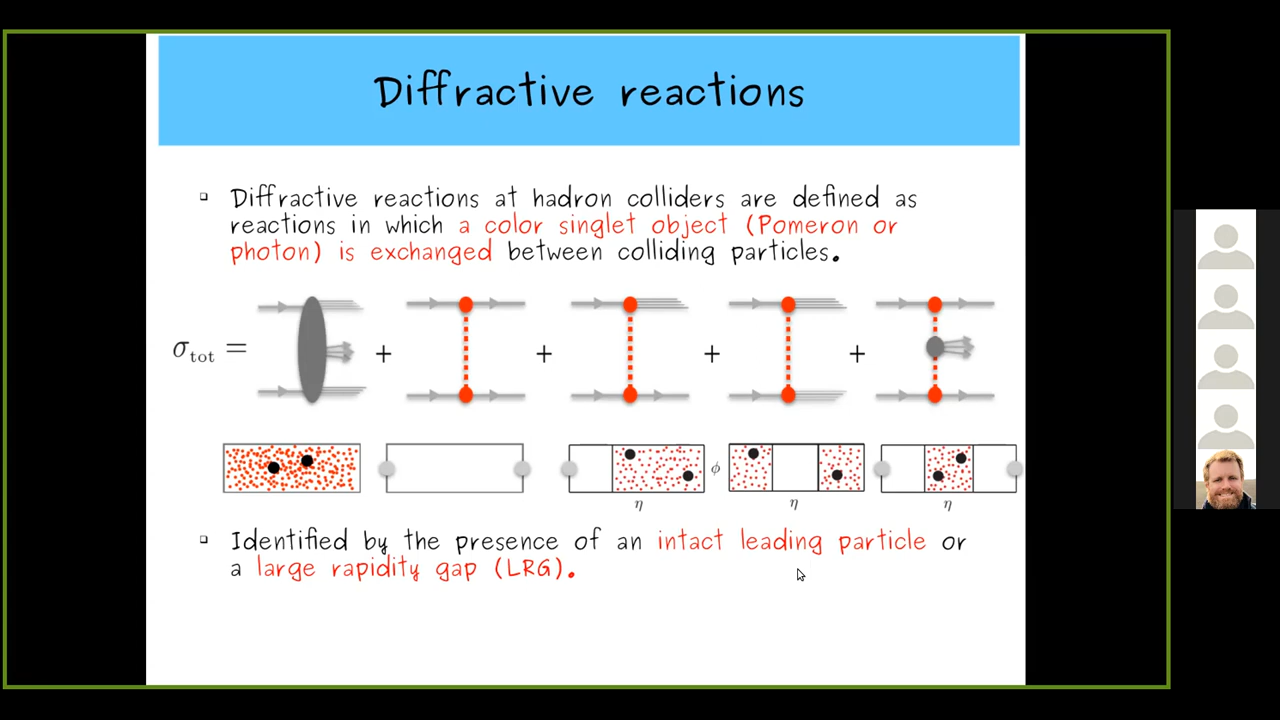 Diffractive reactions
Diffractive reactions at hadron colliders are defined as
reactions in which a color singlet object (Pomeron or
photon) is exchanged between colliding particles.
σtot = + + + +
ϕ
η η η
Identified by the presence of an intact leading particle or
a large rapidity gap (LRG).